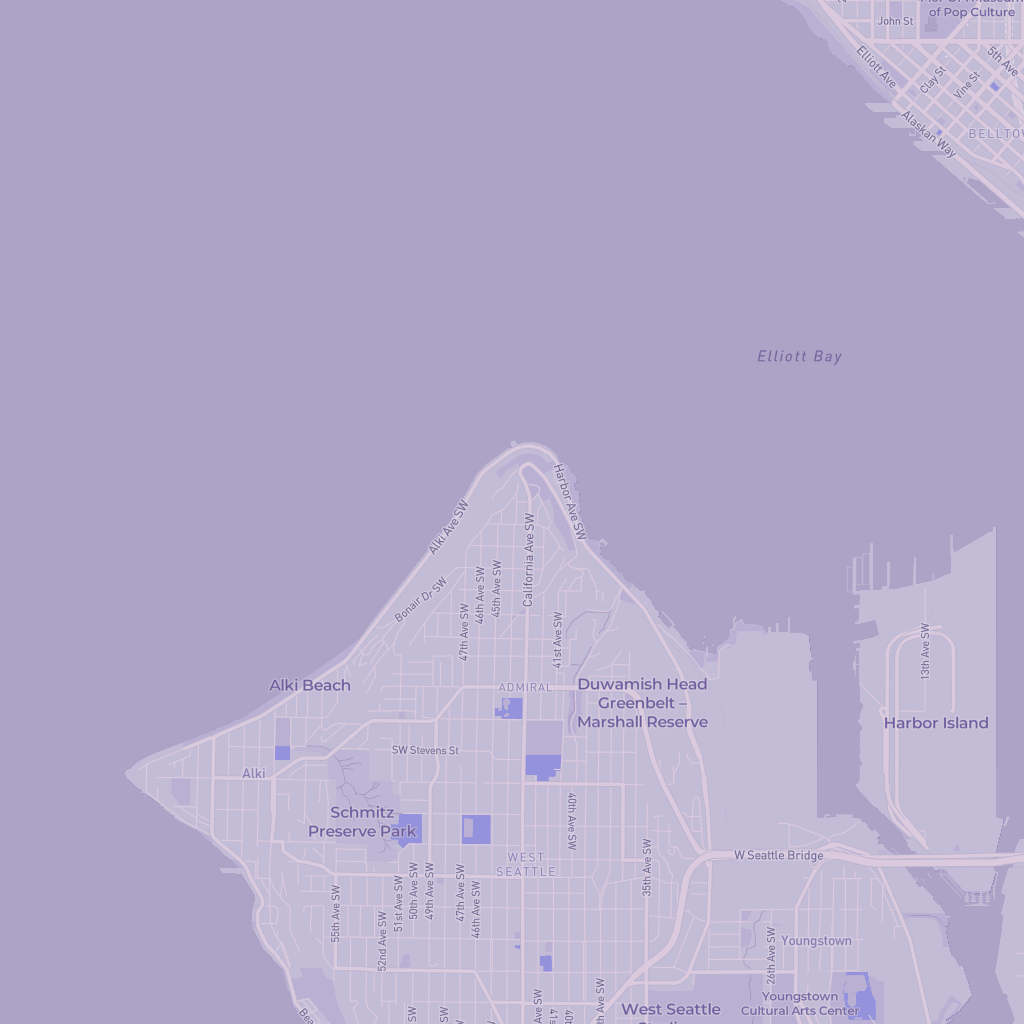 of Pop Culture
John St
5th Ave
Elliott Ave
Clay St
Vine St
Alaskan Way
Elliott Bay
Harbor Ave SW
Alki Ave SW
California Ave SW
Bonair Dr SW
46th Ave SW
45th Ave SW
47th Ave SW
41st Ave SW
13th Ave SW
Alki Beach
ADMIRAL
Duwamish Head
Greenbelt –
Marshall Reserve
Harbor Island
SW Stevens St
Alki
Schmitz
Preserve Park
40th Ave SW
W Seattle Bridge
WEST
SEATTLE
35th Ave SW
55th Ave SW
52nd Ave SW
51st Ave SW
50th Ave SW
49th Ave SW
47th Ave SW
46th Ave SW
26th Ave SW
Youngstown
Youngstown
Cultural Arts Center
West Seattle